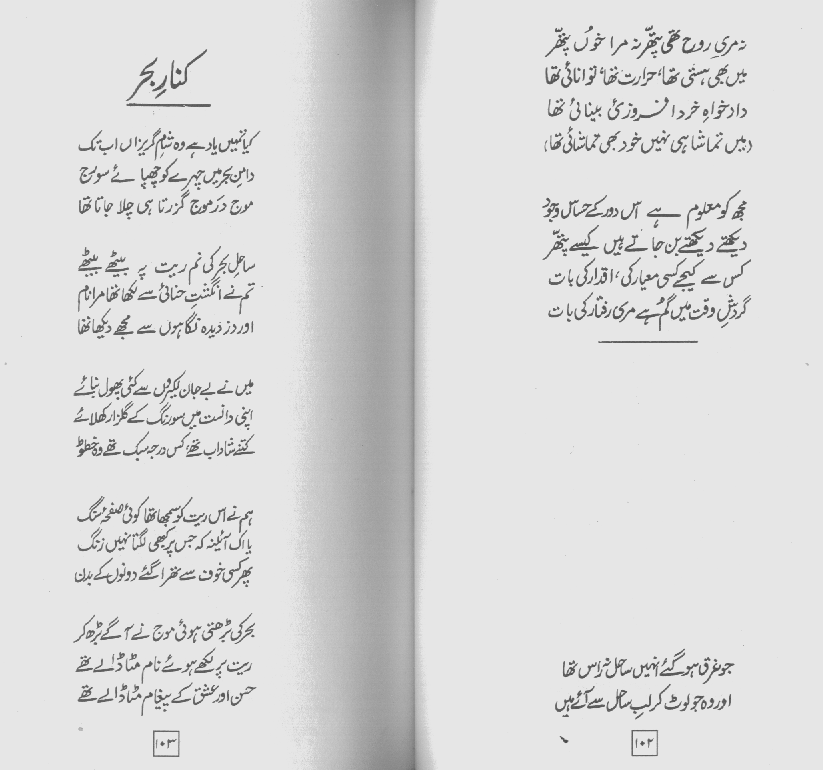 نہ مری روح تھی پتھر نہ مرا خوں پتھر
میں بھی ہستی تھا، حرارت تھا، توانائی تھا
داد خواہِ خرد افروزئ بینائی تھا
(میں تماشا ہی نہیں خود بھی تماشائی تھا)
مجھ کو معلوم ہے اس دور کے حساس وجود
دیکھتے دیکھتے بن جاتے ہیں کیسے پتھر
کس سے کیجے کسی معیار کی، اقدار کی بات
گردشِ وقت میں گم ہے مری رفتار کی بات
جو غرق ہو گئے انہیں ساحل نہ راس تھا
اور وہ جو لوٹ کر لبِ ساحل سے آئے ہیں
۱۰۲
کنارِ بحر
کیا تمہیں یاد ہے وہ شامِ گریزاں اب تک
دامنِ بحر میں چہرے کو چھپائے سورج
موج در موج گزرتا ہی چلا جاتا تھا
ساحلِ بحر کی نم ریت پہ بیٹھے بیٹھے
تم نے انگشتِ حنائی سے لکھا تھا مرا نام
اور دزدیدہ نگاہوں سے مجھے دیکھا تھا
میں نے بے جان لکیروں سے کئی پھول بنائے
اپنی دانست میں سو رنگ کے گلزار کھلائے
کتنے شاداب تھے، کس درجہ سبک تھے وہ خطوط
ہم نے اس ریت کو سمجھا تھا کوئی صفحۂ سنگ
یا اک آئینہ کہ جس پر کبھی لگتا نہیں زنگ
پھر کسی خوف سے تھرا گئے دونوں کے بدن
بحر کی بڑھتی ہوئی موج نے آگے بڑھ کر
ریت پر لکھے ہوئے نام مٹا ڈالے تھے
حسن اور عشق کے پیغام مٹا ڈالے تھے
۱۰۳